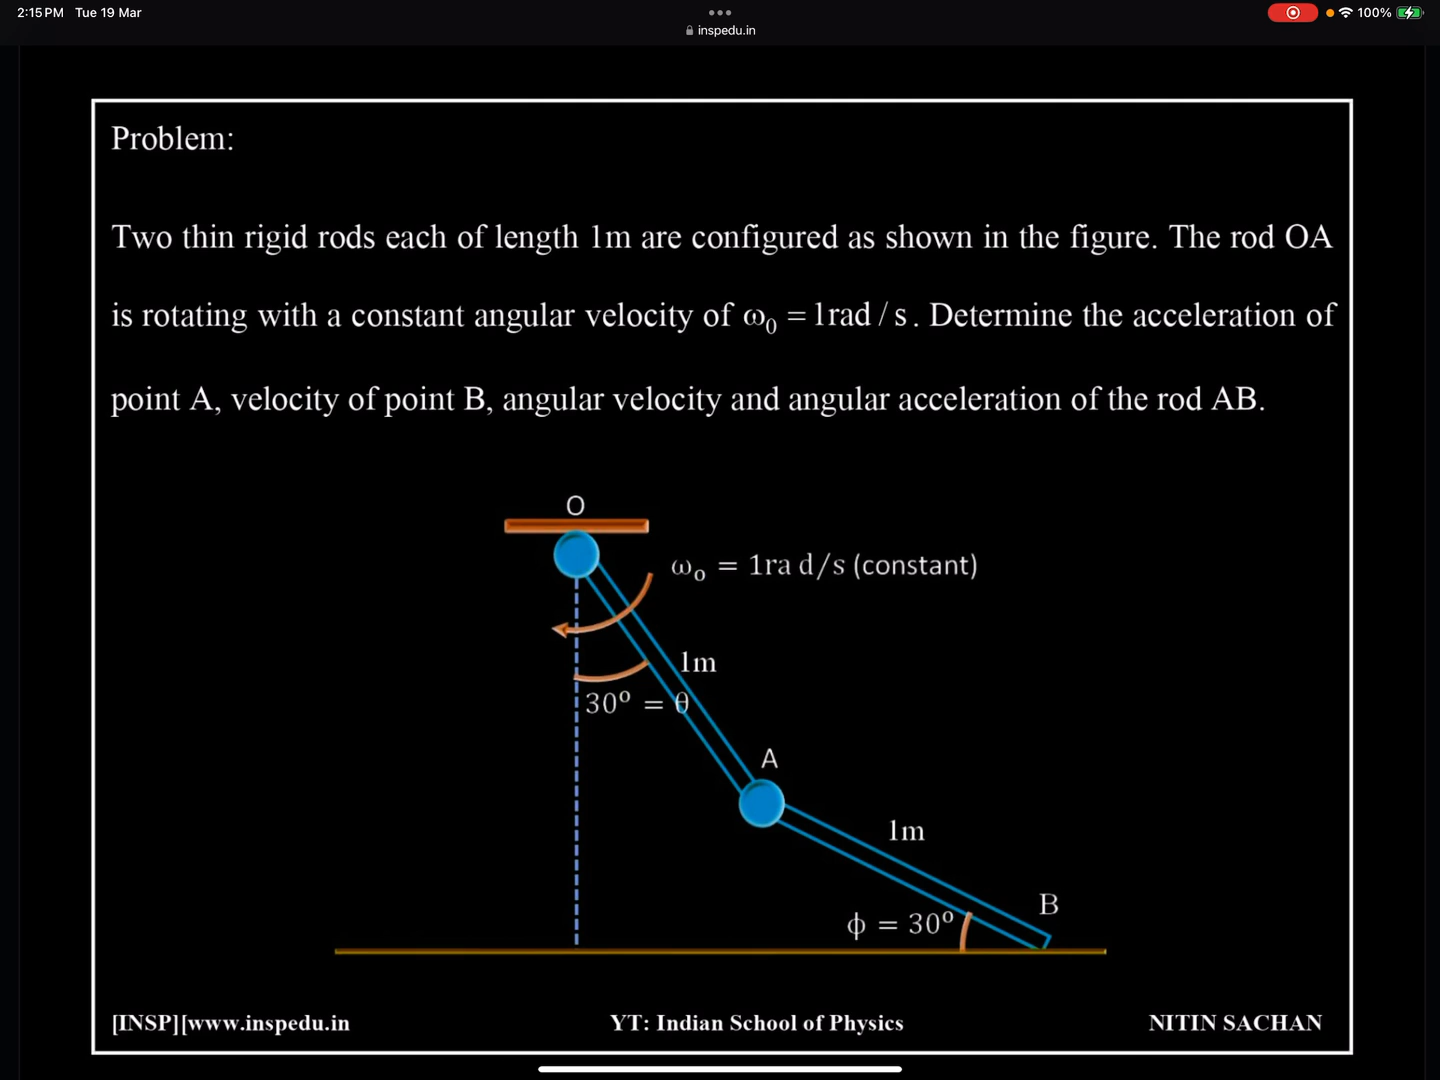 2:15 PM Tue 19 Mar
100%
inspedu.in
Problem:
Two thin rigid rods each of length 1m are configured as shown in the figure. The rod OA
is rotating with a constant angular velocity of ω₀ = 1rad / s. Determine the acceleration of
point A, velocity of point B, angular velocity and angular acceleration of the rod AB.
O
ω₀ = 1ra d/s (constant)
1m
30⁰ = θ
A
1m
B
ϕ = 30⁰
[INSP][www.inspedu.in
YT: Indian School of Physics
NITIN SACHAN